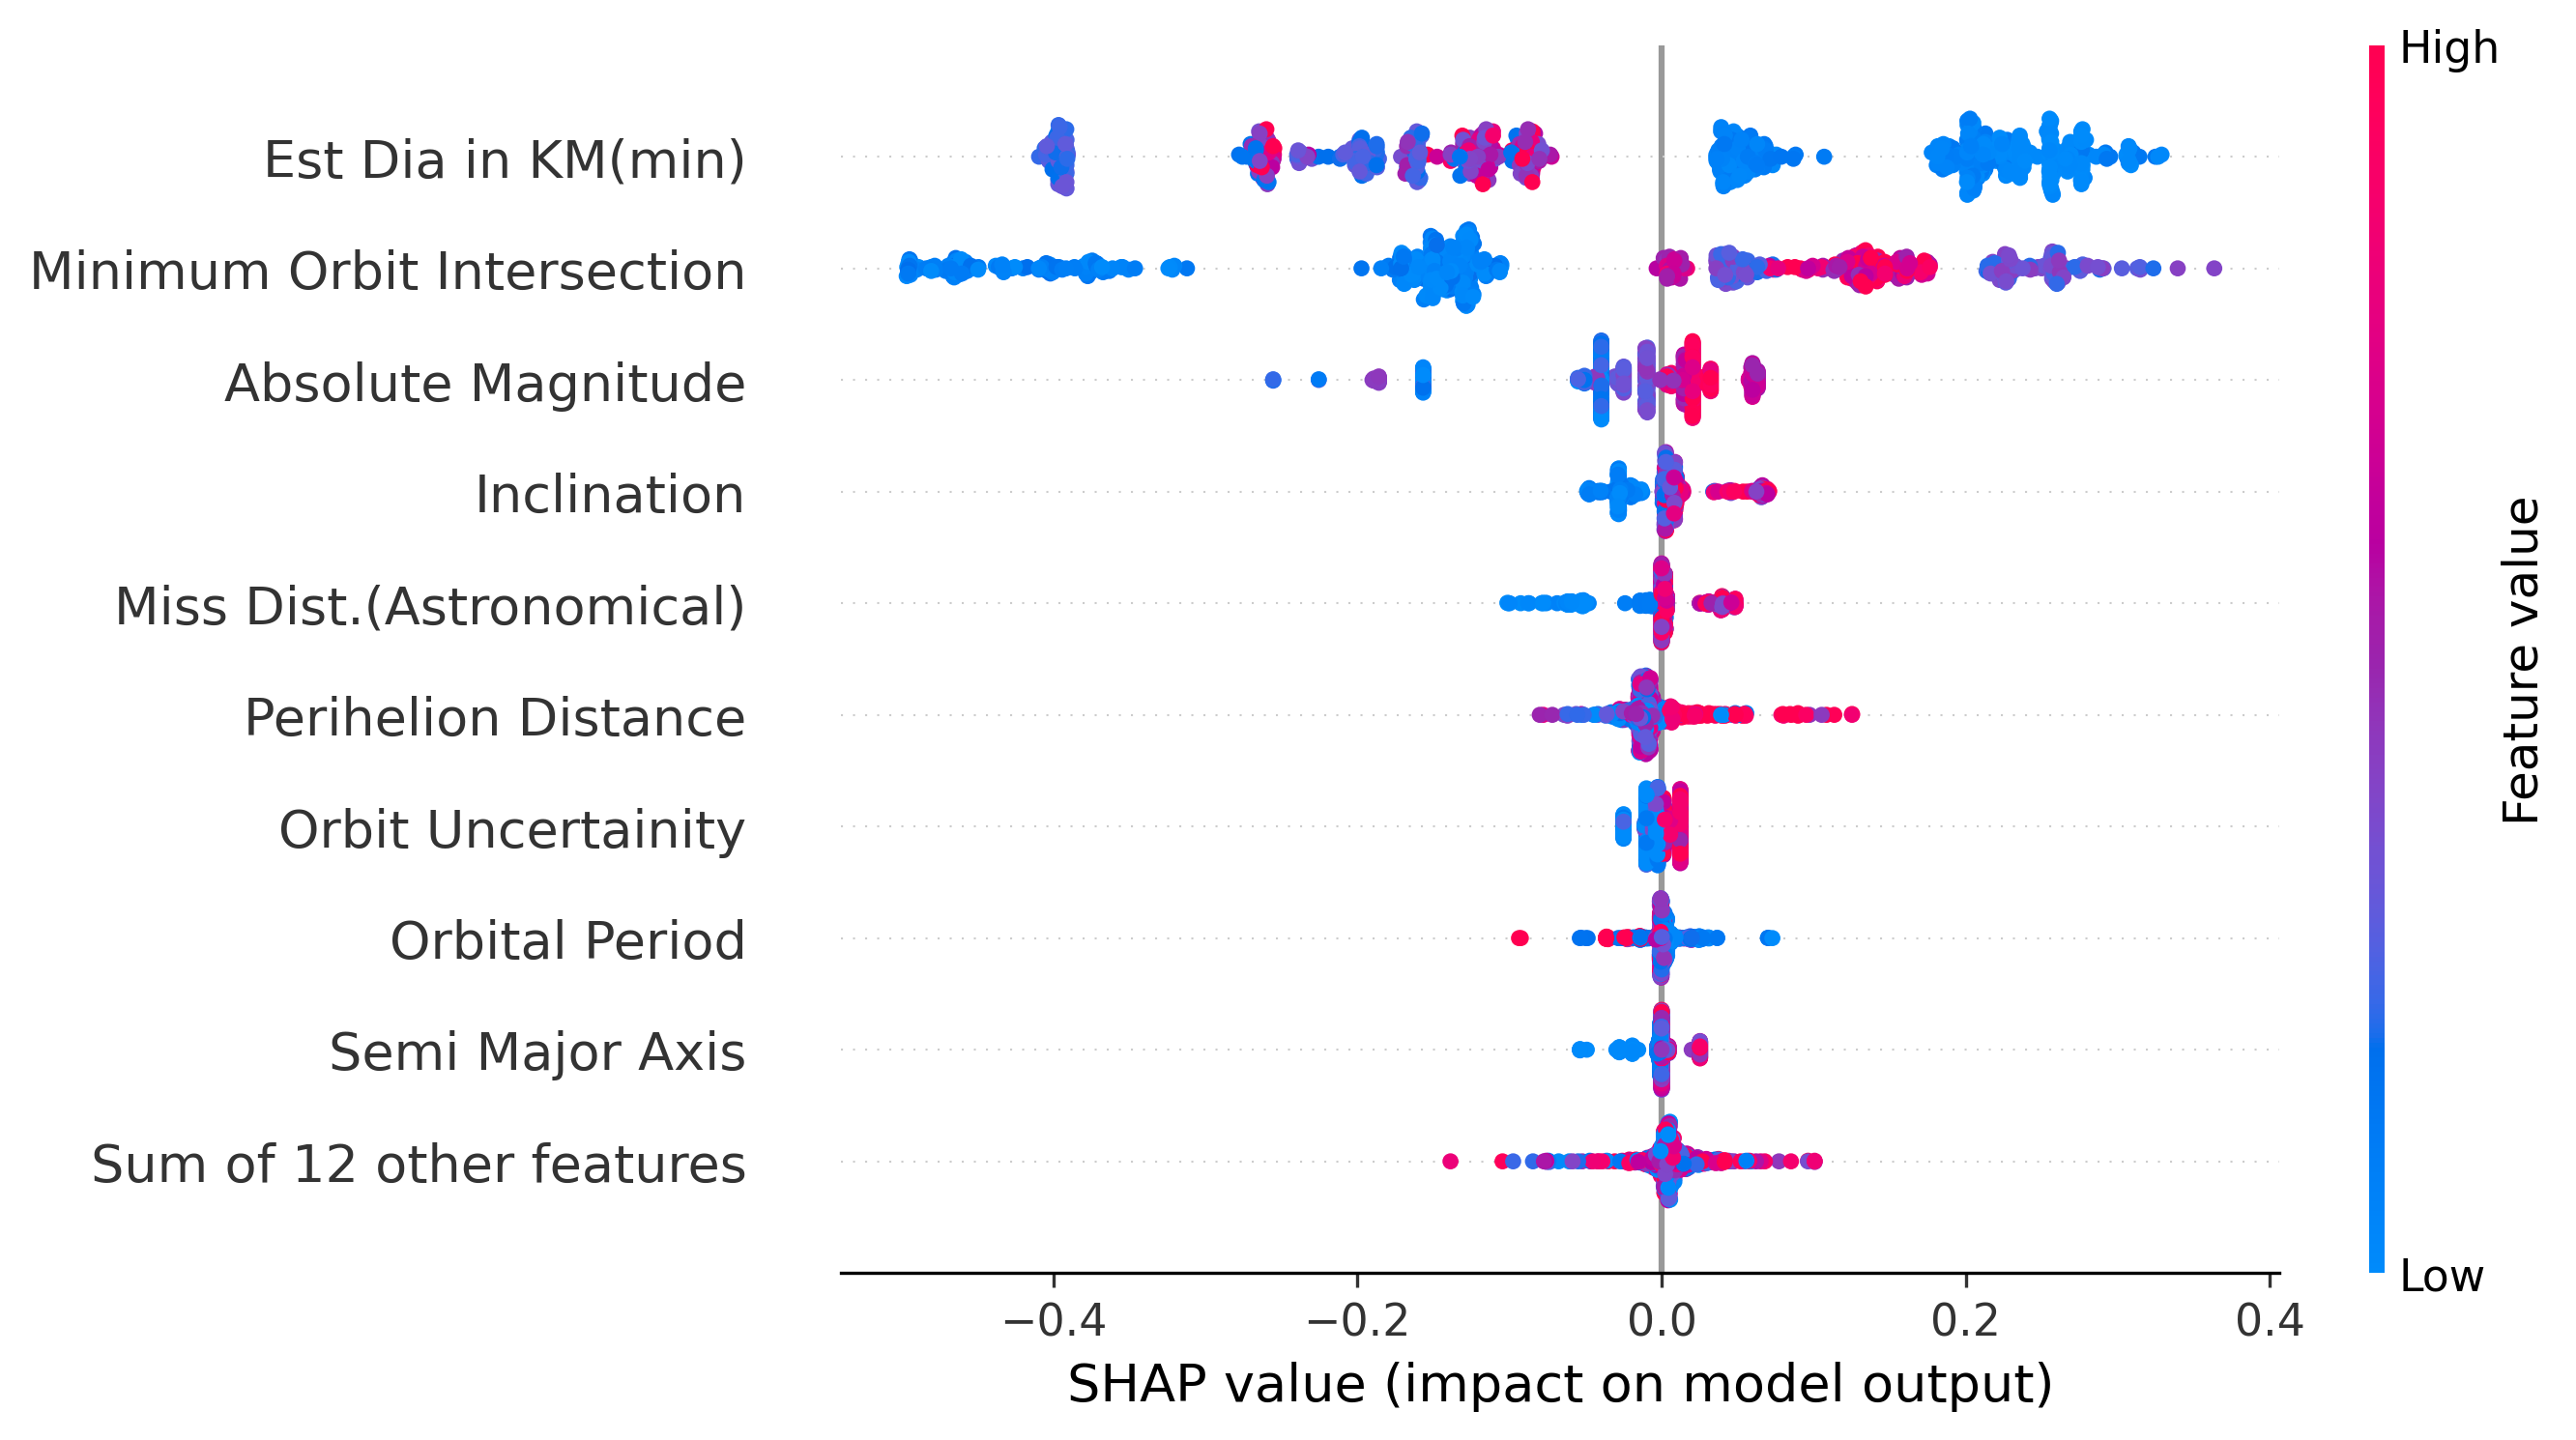 High
Est Dia in KM(min)
Minimum Orbit Intersection
Absolute Magnitude
Inclination
Miss Dist.(Astronomical)
Perihelion Distance
Orbit Uncertainity
Orbital Period
Semi Major Axis
Sum of 12 other features
Feature value
Low
−0.4 −0.2 0.0 0.2 0.4
SHAP value (impact on model output)